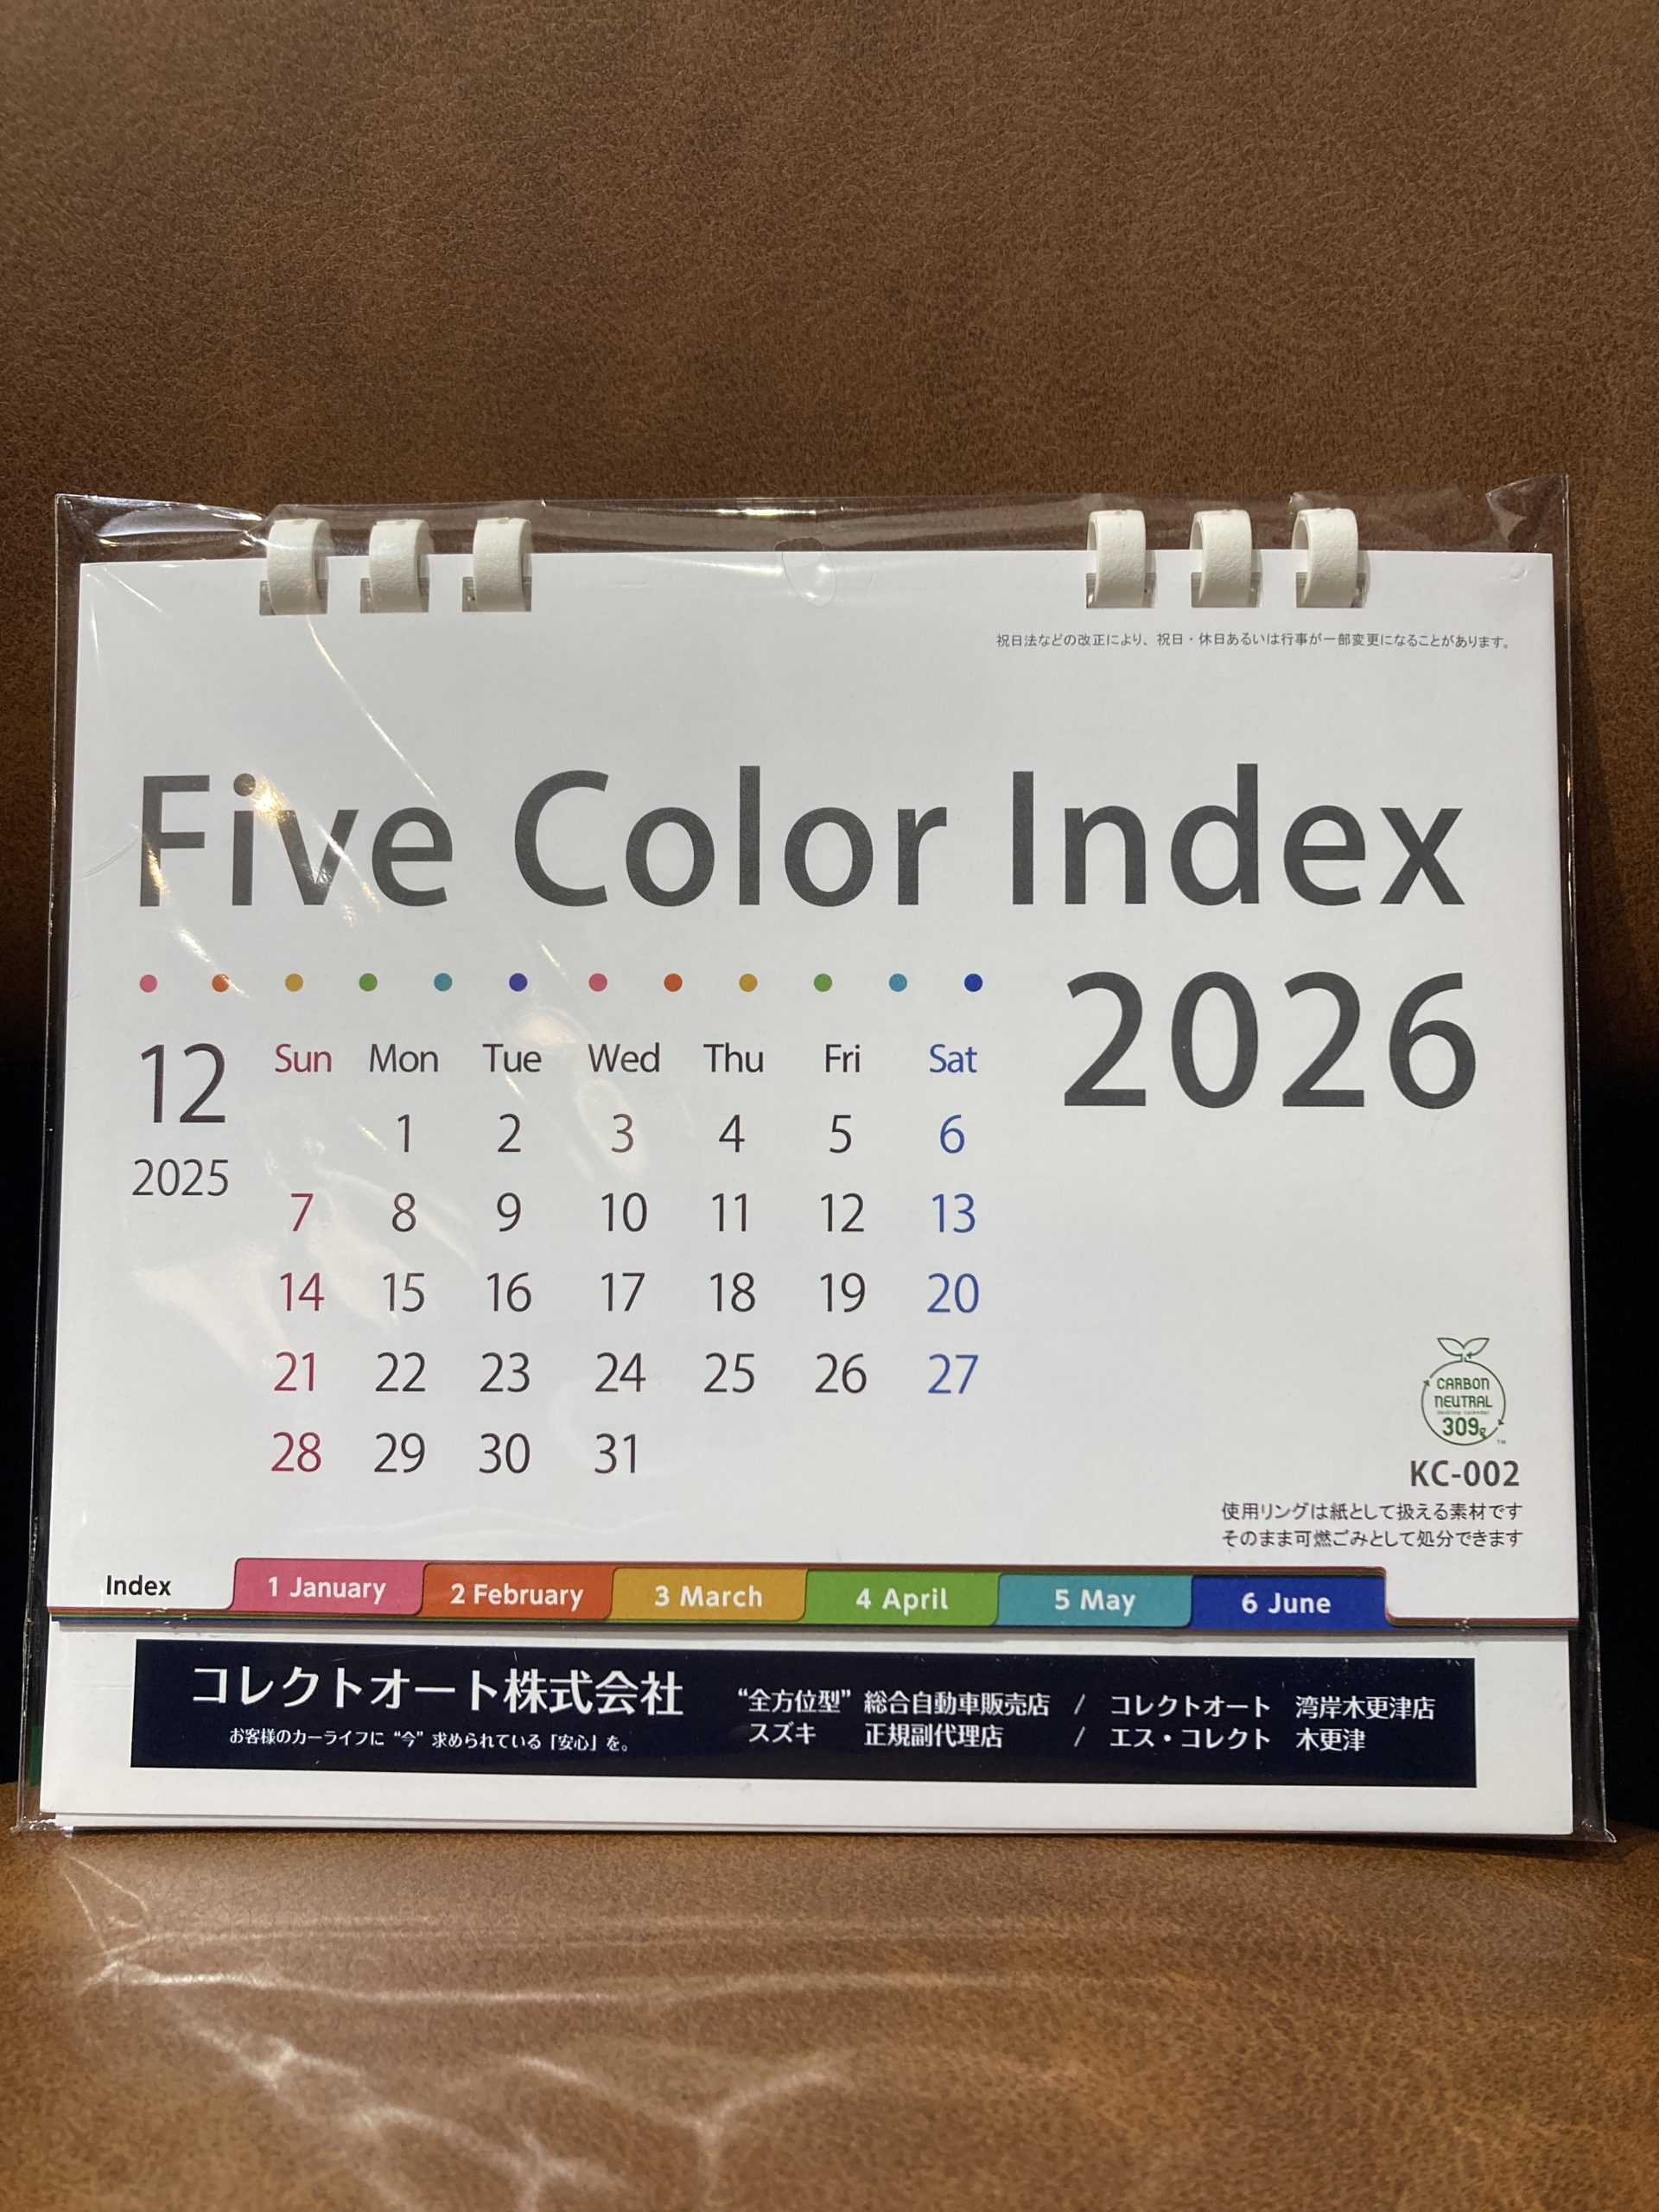 祝日法などの改正により、祝日・休日あるいは行事が一部変更になることがあります。
Five Color Index
2026
12
2025
Sun Mon Tue Wed Thu Fri Sat
1 2 3 4 5 6
7 8 9 10 11 12 13
14 15 16 17 18 19 20
21 22 23 24 25 26 27
28 29 30 31
CARBON
NEUTRAL
309g
TM
KC-002
使用リングは紙として扱える素材です
そのまま可燃ごみとして処分できます
Index 1 January 2 February 3 March 4 April 5 May 6 June
コレクトオート株式会社
お客様のカーライフに“今”求められている「安心」を。
“全方位型” 総合自動車販売店 / コレクトオート 湾岸木更津店
スズキ 正規副代理店 / エス・コレクト 木更津